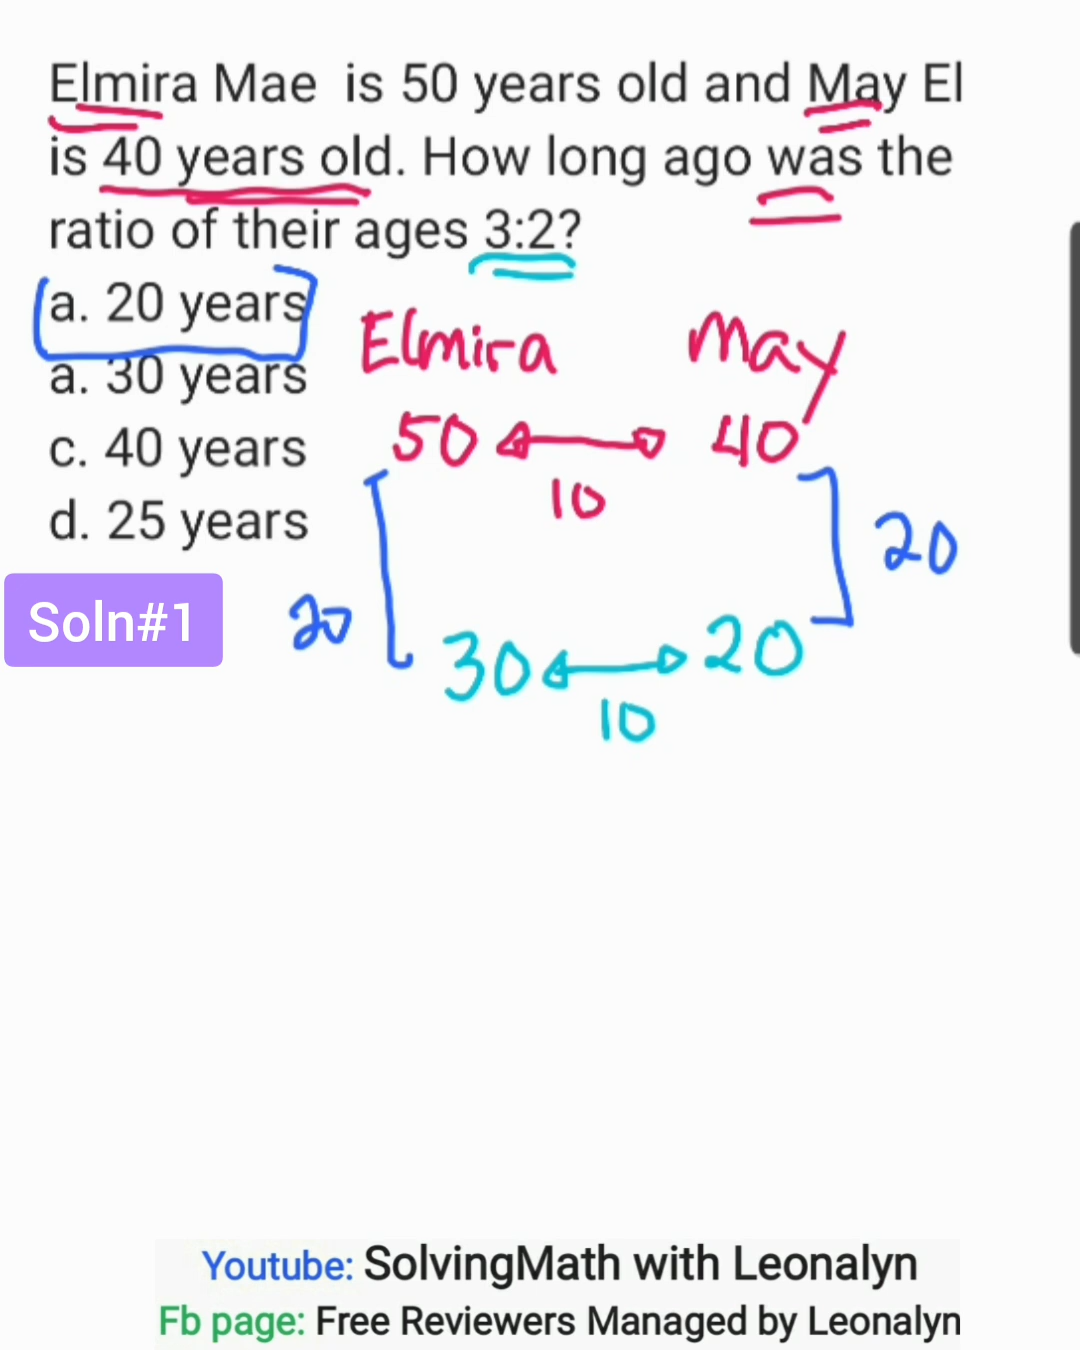 Elmira Mae is 50 years old and May El
is 40 years old. How long ago was the
ratio of their ages 3:2?
a. 20 years
a. 30 years
c. 40 years
d. 25 years
Elmira May
50 40
10
20
Soln#1
20
30 20
10
Youtube: SolvingMath with Leonalyn
Fb page: Free Reviewers Managed by Leonalyn